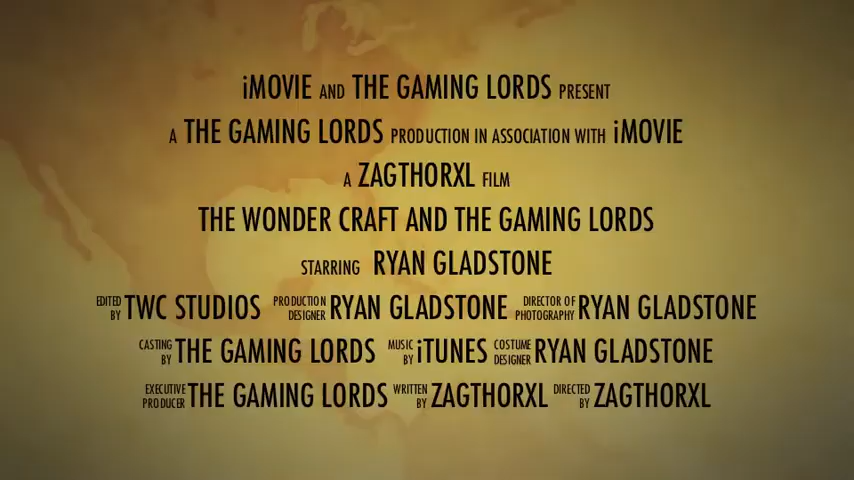 iMOVIE AND THE GAMING LORDS PRESENT
A THE GAMING LORDS PRODUCTION IN ASSOCIATION WITH iMOVIE
A ZAGTHORXL FILM
THE WONDER CRAFT AND THE GAMING LORDS
STARRING RYAN GLADSTONE
EDITED BY TWC STUDIOS PRODUCTION DESIGNER RYAN GLADSTONE DIRECTOR OF PHOTOGRAPHY RYAN GLADSTONE
CASTING BY THE GAMING LORDS MUSIC BY iTUNES COSTUME DESIGNER RYAN GLADSTONE
EXECUTIVE PRODUCER THE GAMING LORDS WRITTEN BY ZAGTHORXL DIRECTED BY ZAGTHORXL